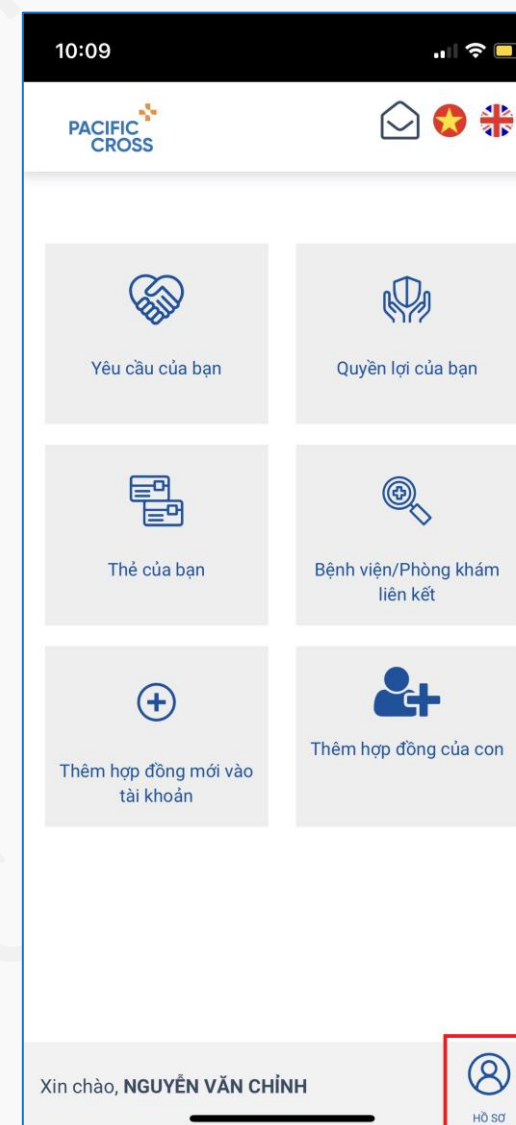 10:09
PACIFIC
CROSS
Yêu cầu của bạn
Quyền lợi của bạn
Thẻ của bạn
Bệnh viện/Phòng khám
liên kết
Thêm hợp đồng mới vào
tài khoản
Thêm hợp đồng của con
Xin chào, NGUYỄN VĂN CHỈNH
HỒ SƠ